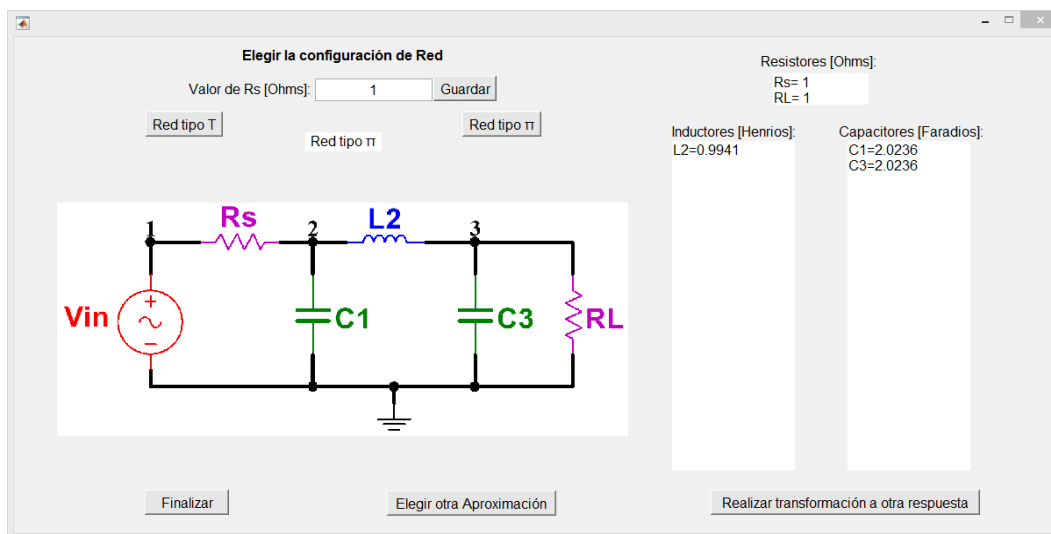 Elegir la configuración de Red
Valor de Rs [Ohms]: 1 Guardar
Red tipo T
Red tipo π
Red tipo π
Resistores [Ohms]:
Rs= 1
RL= 1
Inductores [Henrios]:
L2=0.9941
Capacitores [Faradios]:
C1=2.0236
C3=2.0236
1 Rs 2 L2 3
Vin + − C1 C3 RL
Finalizar
Elegir otra Aproximación
Realizar transformación a otra respuesta